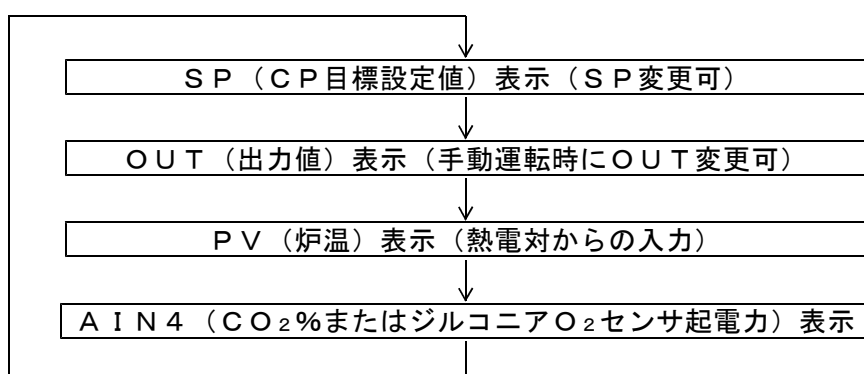 ＳＰ（ＣＰ目標設定値）表示（ＳＰ変更可）
ＯＵＴ（出力値）表示（手動運転時にＯＵＴ変更可）
ＰＶ（炉温）表示（熱電対からの入力）
ＡＩＮ４（ＣＯ₂％またはジルコニアＯ₂センサ起電力）表示